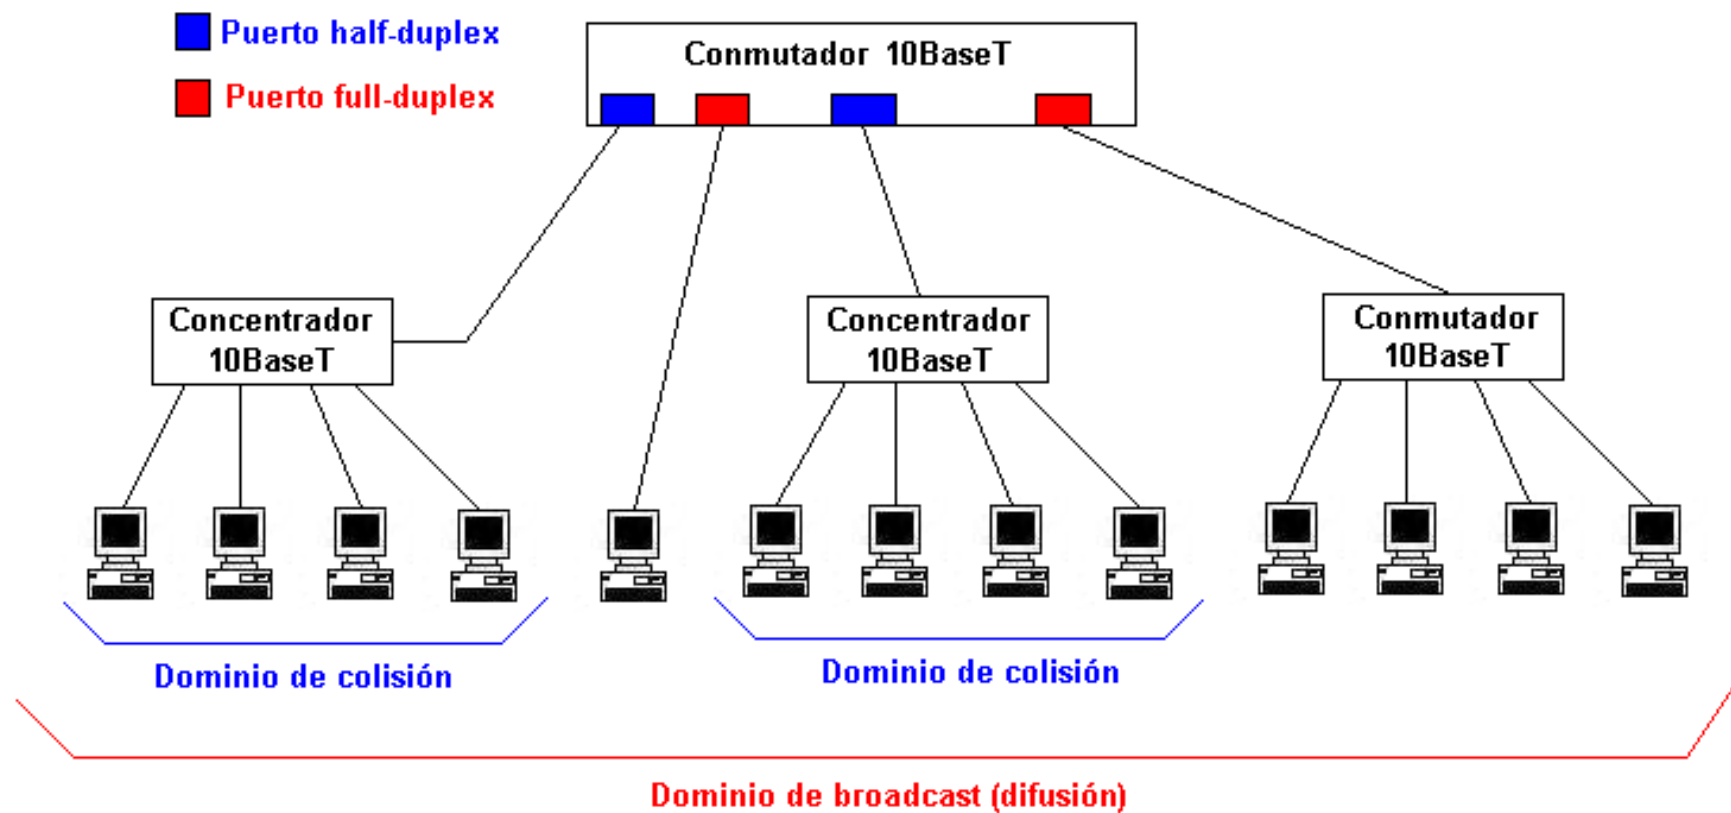 Puerto half-duplex
Puerto full-duplex
Conmutador 10BaseT
Concentrador
10BaseT
Concentrador
10BaseT
Conmutador
10BaseT
Dominio de colisión
Dominio de colisión
Dominio de broadcast (difusión)